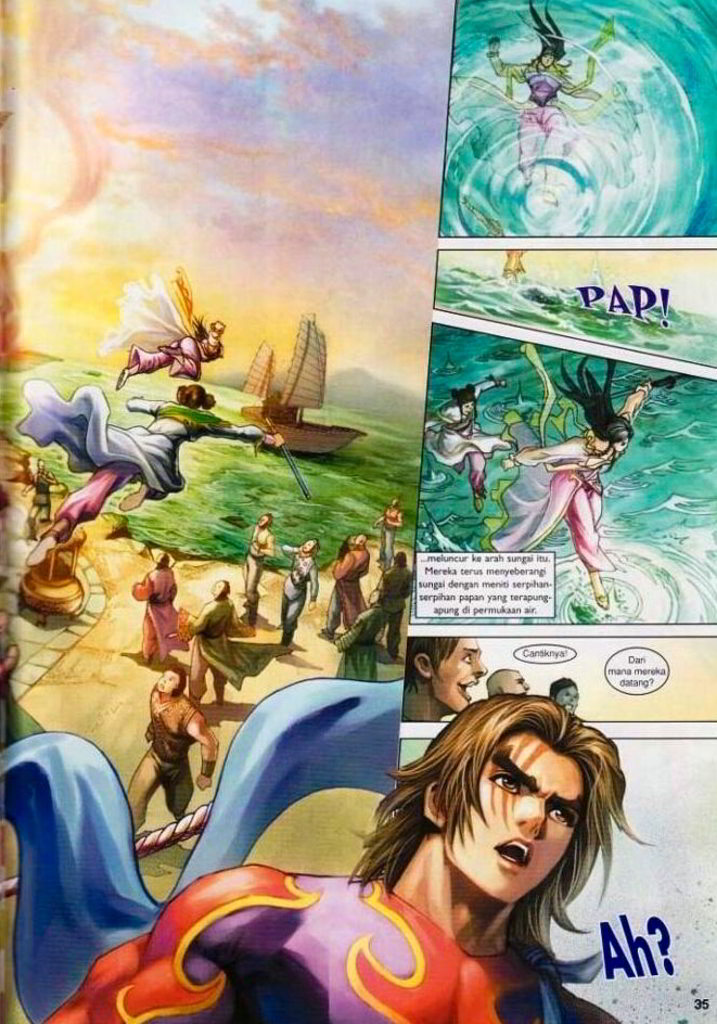 PAP!
...meluncur ke arah sungai itu.
Mereka terus menyeberangi
sungai dengan meniti serpihan-
serpihan papan yang terapung-
apung di permukaan air.
Cantiknya!
Dari
mana mereka
datang?
Ah?
35